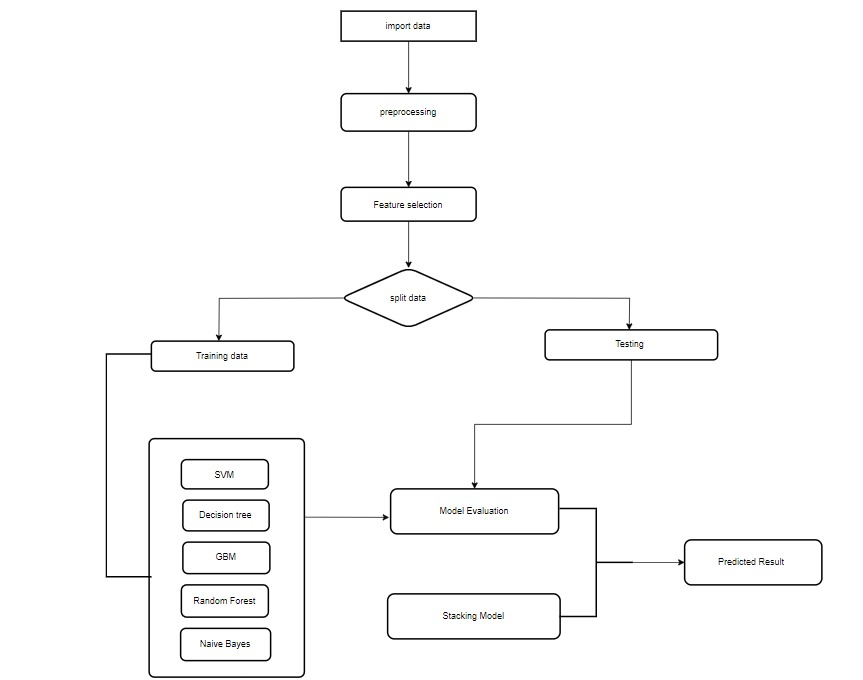 import data
preprocessing
Feature selection
split data
Training data
Testing
SVM
Decision tree
GBM
Random Forest
Naive Bayes
Model Evaluation
Stacking Model
Predicted Result